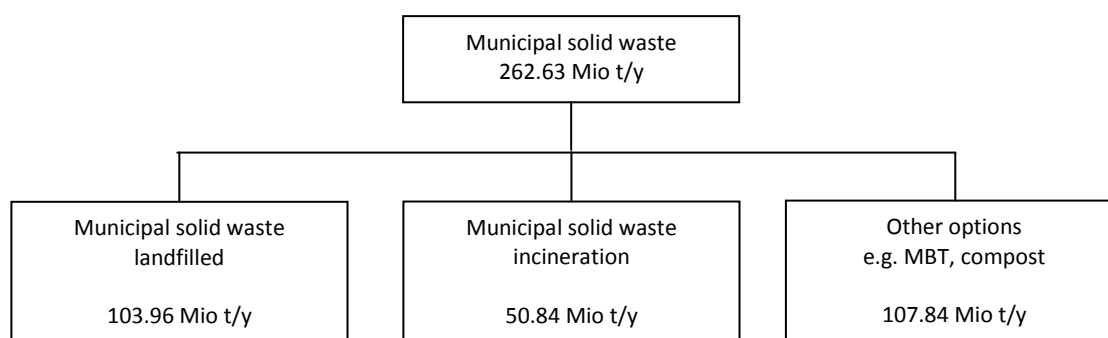 Municipal solid waste
262.63 Mio t/y
Municipal solid waste
landfilled
103.96 Mio t/y
Municipal solid waste
incineration
50.84 Mio t/y
Other options
e.g. MBT, compost
107.84 Mio t/y